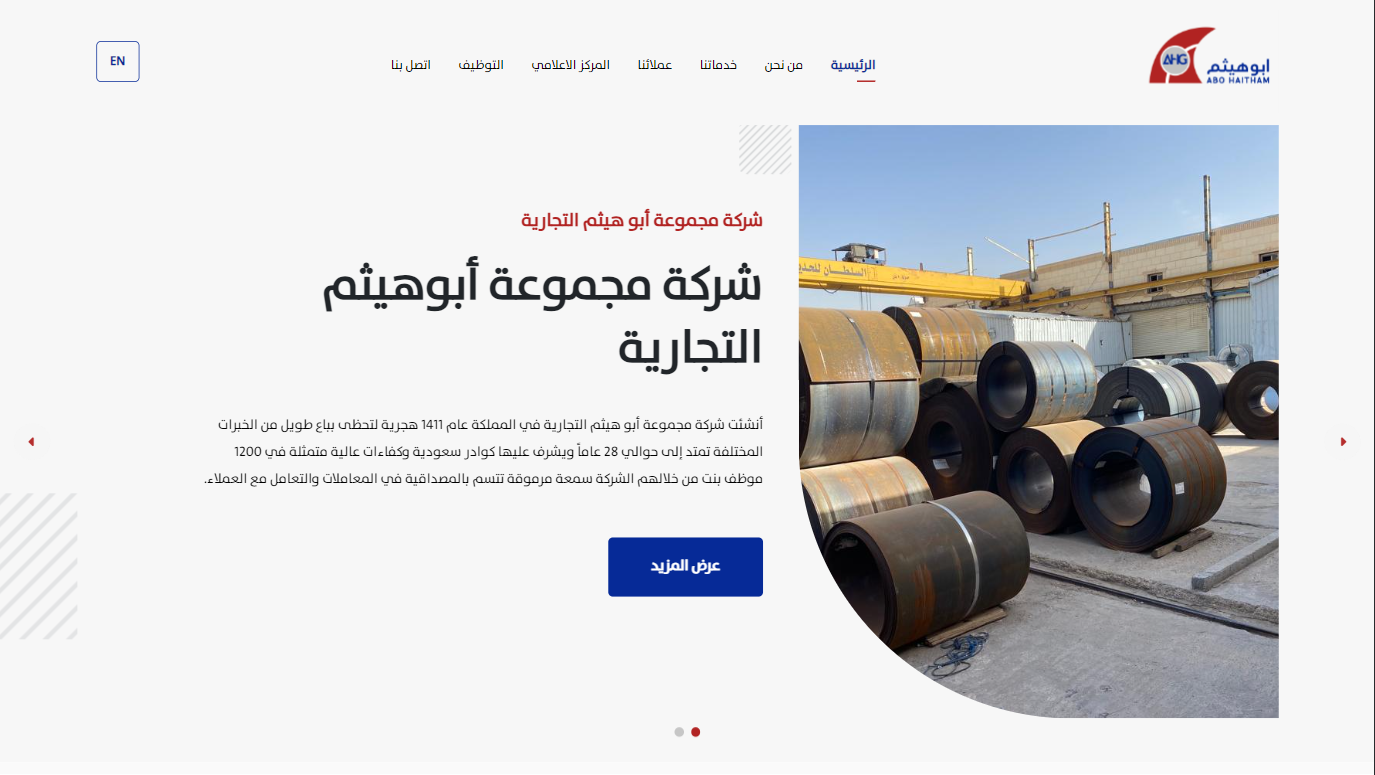 AHG
ابوهيثم
ABO HAITHAM
الرئيسية
من نحن
خدماتنا
عملائنا
المركز الاعلامي
التوظيف
اتصل بنا
EN
شركة مجموعة أبو هيثم التجارية
شركة مجموعة أبوهيثم
التجارية
أنشئت شركة مجموعة أبو هيثم التجارية في المملكة عام 1411 هجرية لتحظى بباع طويل من الخبرات
المختلفة تمتد إلى حوالي 28 عاماً ويشرف عليها كوادر سعودية وكفاءات عالية متمثلة في 1200
موظف بنت من خلالهم الشركة سمعة مرموقة تتسم بالمصداقية في المعاملات والتعامل مع العملاء.
عرض المزيد
السلطان للحديد